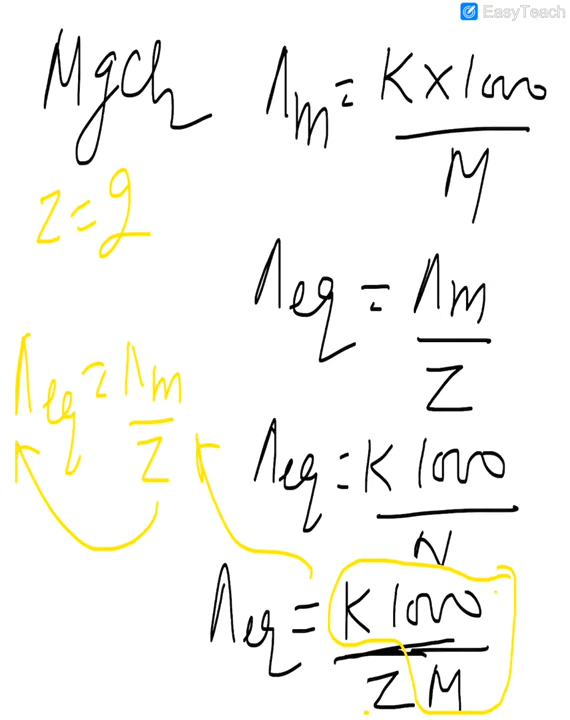 EasyTeach
MgCl₂
Λm = K×1000 / M
z = 2
Λeq = Λm / Z
Λeq = Λm / Z
Λeq = K 1000 / N
Λeq = K 1000 / Z M